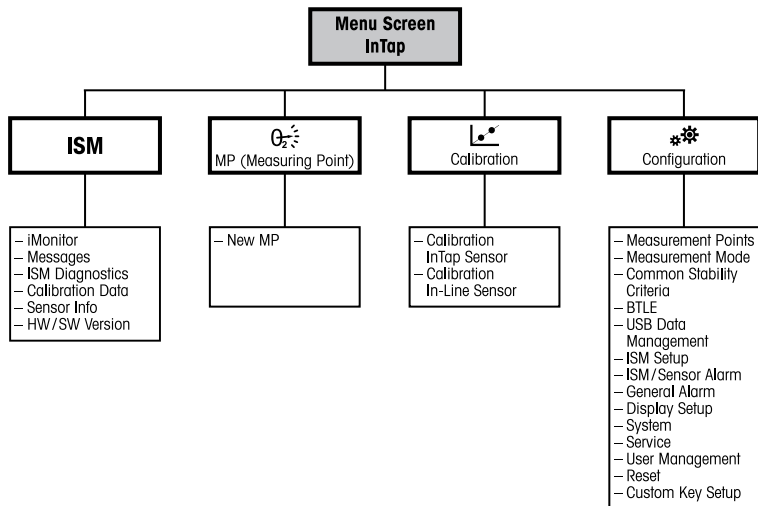 Menu Screen
InTap
ISM
O₂
MP (Measuring Point)
Calibration
Configuration
– iMonitor
– Messages
– ISM Diagnostics
– Calibration Data
– Sensor Info
– HW/SW Version
– New MP
– Calibration
InTap Sensor
– Calibration
In-Line Sensor
– Measurement Points
– Measurement Mode
– Common Stability
Criteria
– BTLE
– USB Data
Management
– ISM Setup
– ISM/Sensor Alarm
– General Alarm
– Display Setup
– System
– Service
– User Management
– Reset
– Custom Key Setup